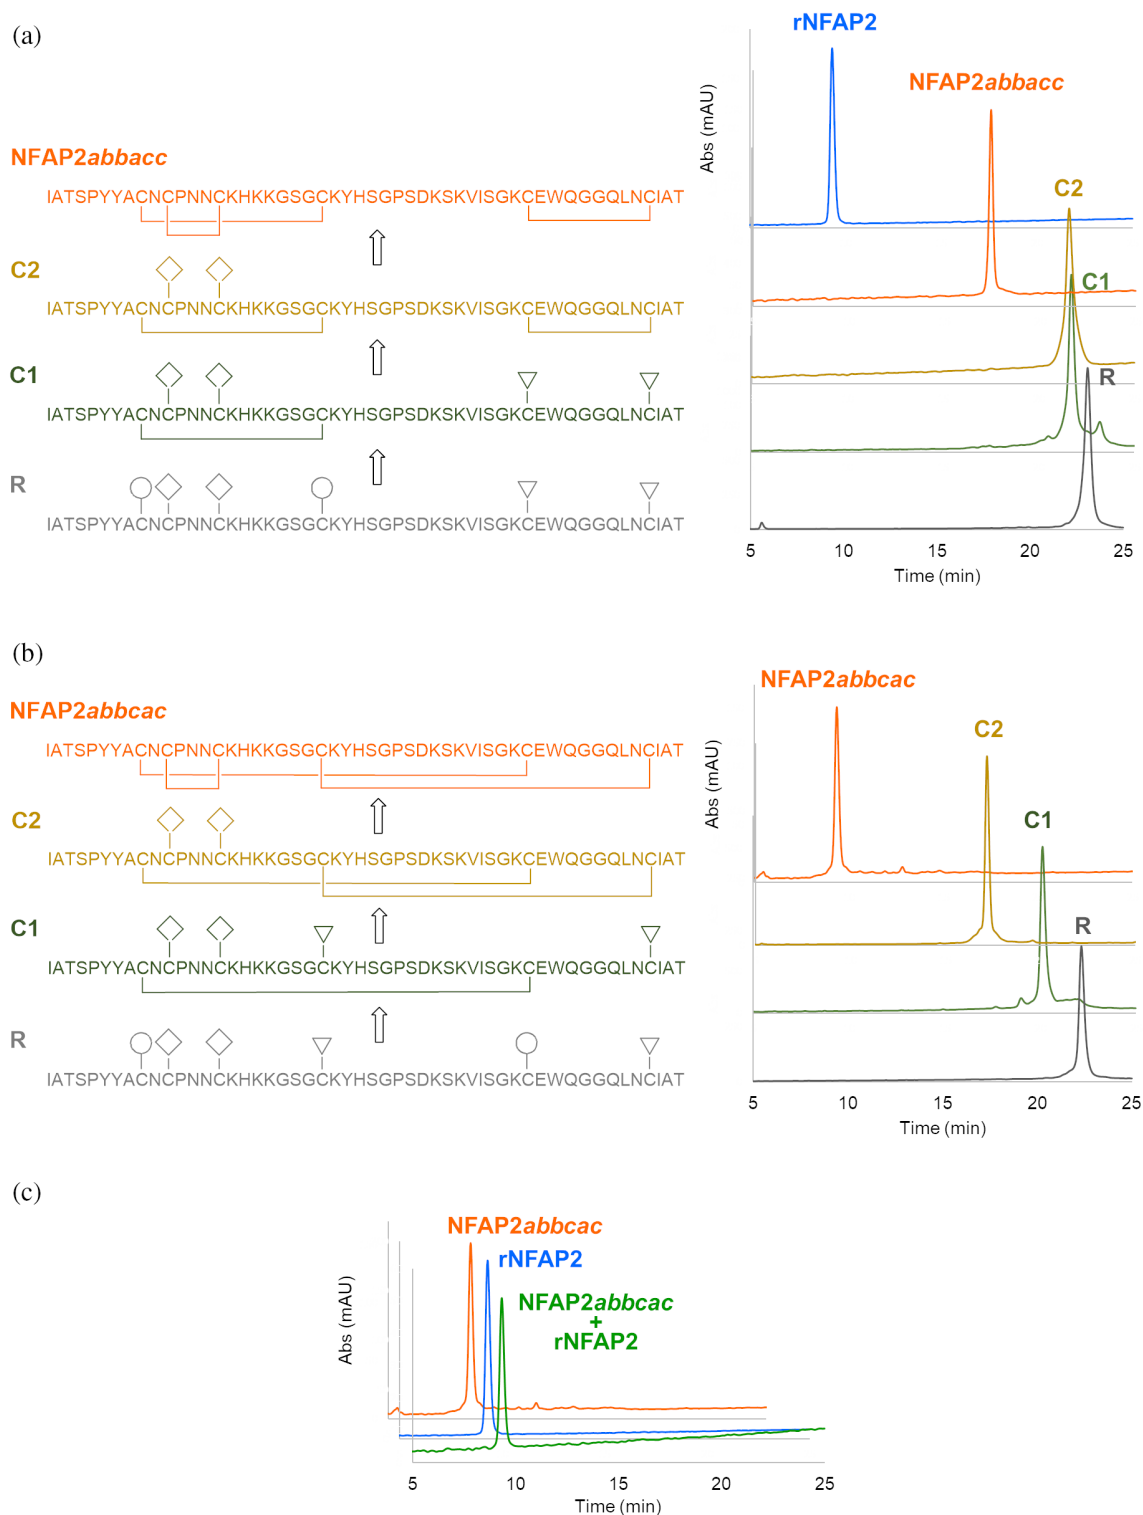 (a)
NFAP2abbacc
IATSPYYACNCPNNCKHKKGSGCKYHSGPSDKSKVISGKCEWQGGQLNCIAT
C2
IATSPYYACNCPNNCKHKKGSGCKYHSGPSDKSKVISGKCEWQGGQLNCIAT
C1
IATSPYYACNCPNNCKHKKGSGCKYHSGPSDKSKVISGKCEWQGGQLNCIAT
R
IATSPYYACNCPNNCKHKKGSGCKYHSGPSDKSKVISGKCEWQGGQLNCIAT
rNFAP2
NFAP2abbacc
C2
C1
R
Abs (mAU)
5 10 15 20 25
Time (min)
(b)
NFAP2abbcac
IATSPYYACNCPNNCKHKKGSGCKYHSGPSDKSKVISGKCEWQGGQLNCIAT
C2
IATSPYYACNCPNNCKHKKGSGCKYHSGPSDKSKVISGKCEWQGGQLNCIAT
C1
IATSPYYACNCPNNCKHKKGSGCKYHSGPSDKSKVISGKCEWQGGQLNCIAT
R
IATSPYYACNCPNNCKHKKGSGCKYHSGPSDKSKVISGKCEWQGGQLNCIAT
NFAP2abbcac
C2
C1
R
Abs (mAU)
5 10 15 20 25
Time (min)
(c)
NFAP2abbcac
rNFAP2
NFAP2abbcac
+
rNFAP2
Abs (mAU)
5 10 15 20 25
Time (min)